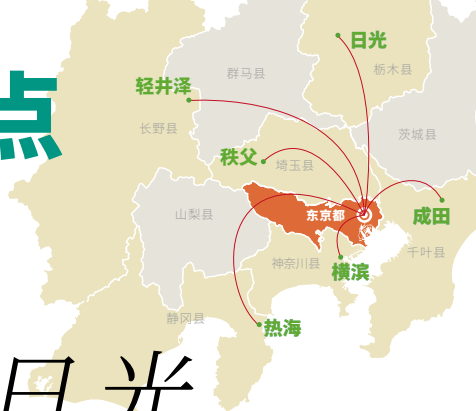 日光
群马县
栃木县
轻井泽
点
长野县
茨城县
秩父
埼玉县
山梨县
东京都
成田
千叶县
神奈川县
横滨
静冈县
热海
日光